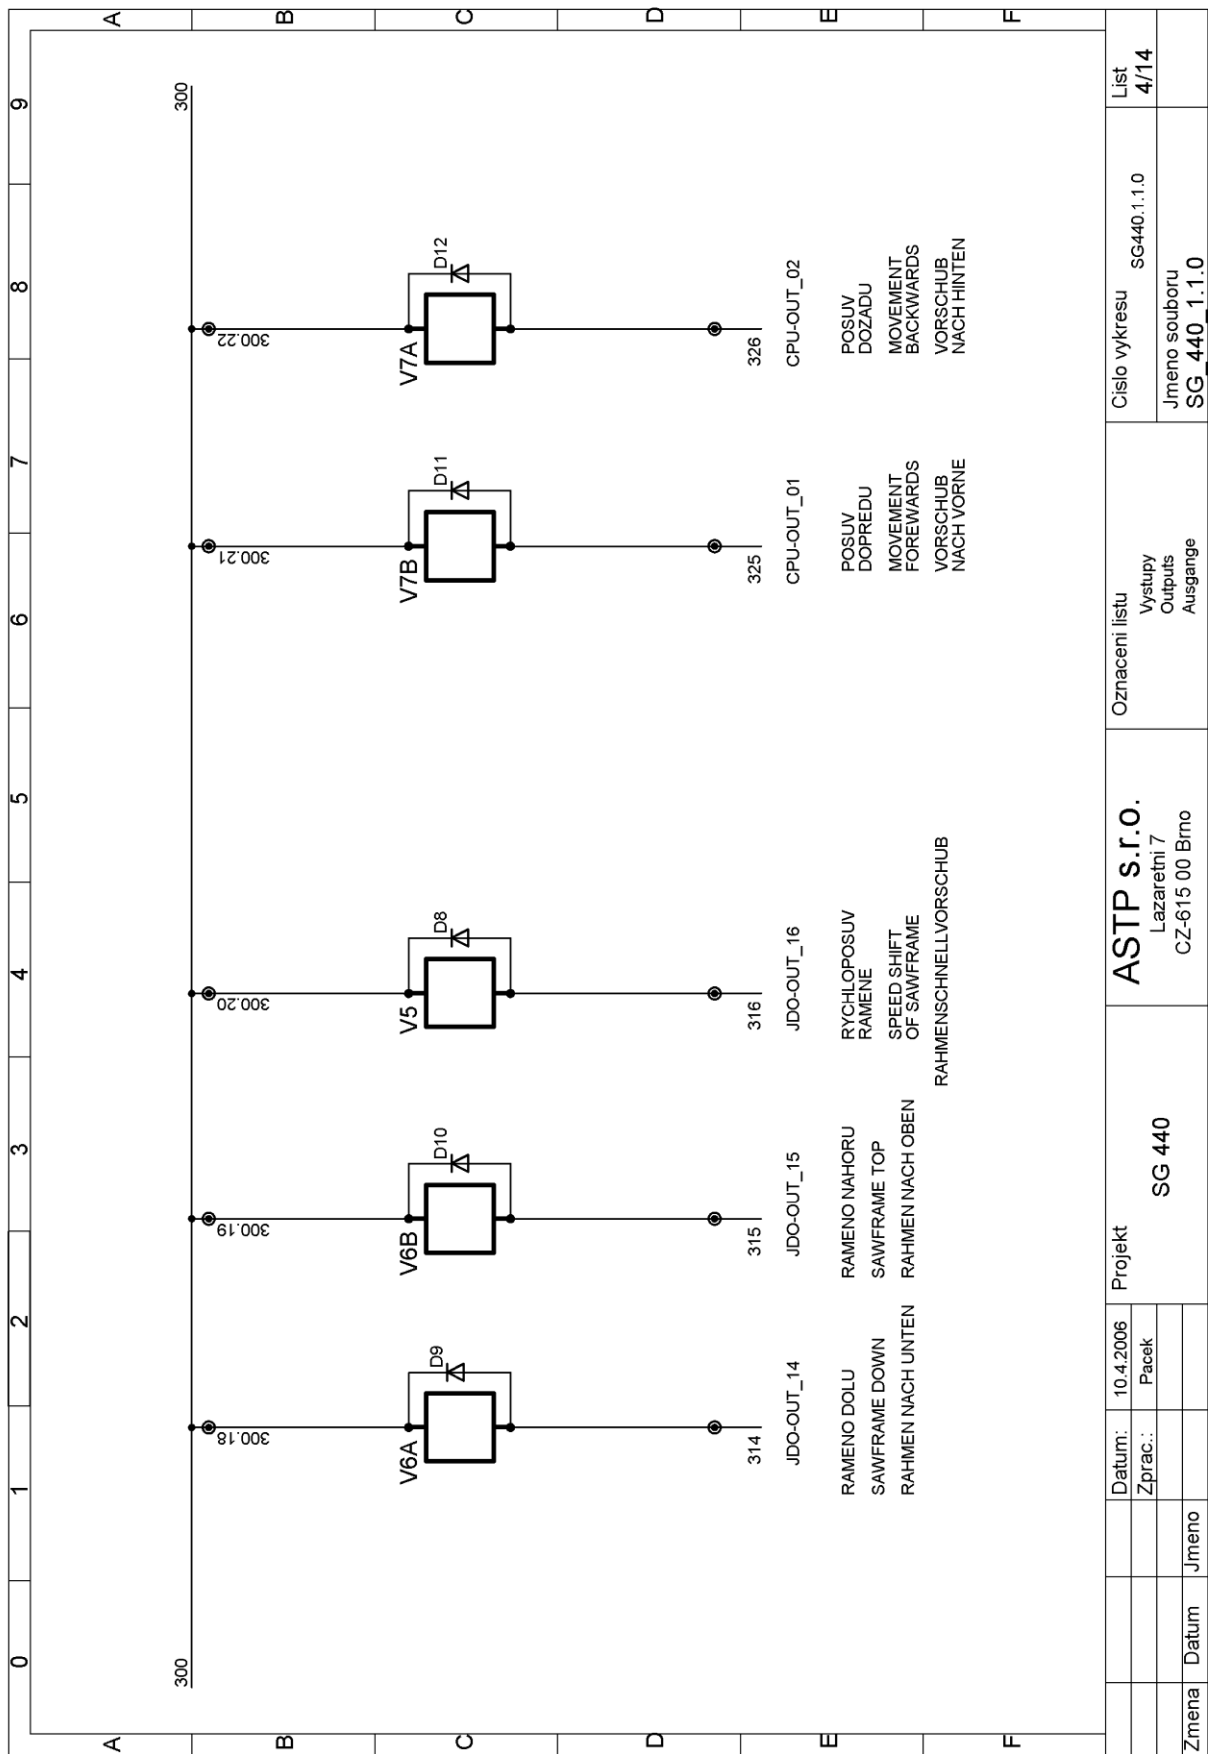 0 1 2 3 4 5 6 7 8 9
A
B
C
D
E
F
A
B
C
D
E
F
300
300
300.18
300.19
300.20
300.21
300.22
V6A
D9
V6B
D10
V5
D8
V7B
D11
V7A
D12
314
JDO-OUT_14
RAMENO DOLU
SAWFRAME DOWN
RAHMEN NACH UNTEN
315
JDO-OUT_15
RAMENO NAHORU
SAWFRAME TOP
RAHMEN NACH OBEN
316
JDO-OUT_16
RYCHLOPOSUV
RAMENE
SPEED SHIFT
OF SAWFRAME
RAHMENSCHNELLVORSCHUB
325
CPU-OUT_01
POSUV
DOPREDU
MOVEMENT
FOREWARDS
VORSCHUB
NACH VORNE
326
CPU-OUT_02
POSUV
DOZADU
MOVEMENT
BACKWARDS
VORSCHUB
NACH HINTEN
Zmena Datum Jmeno
Datum: 10.4.2006
Zprac.: Pacek
Projekt
SG 440
ASTP s.r.o.
Lazaretni 7
CZ-615 00 Brno
Oznaceni listu
Vystupy
Outputs
Ausgange
Cislo vykresu
SG440.1.1.0
Jmeno souboru
SG_440_1.1.0
List
4/14